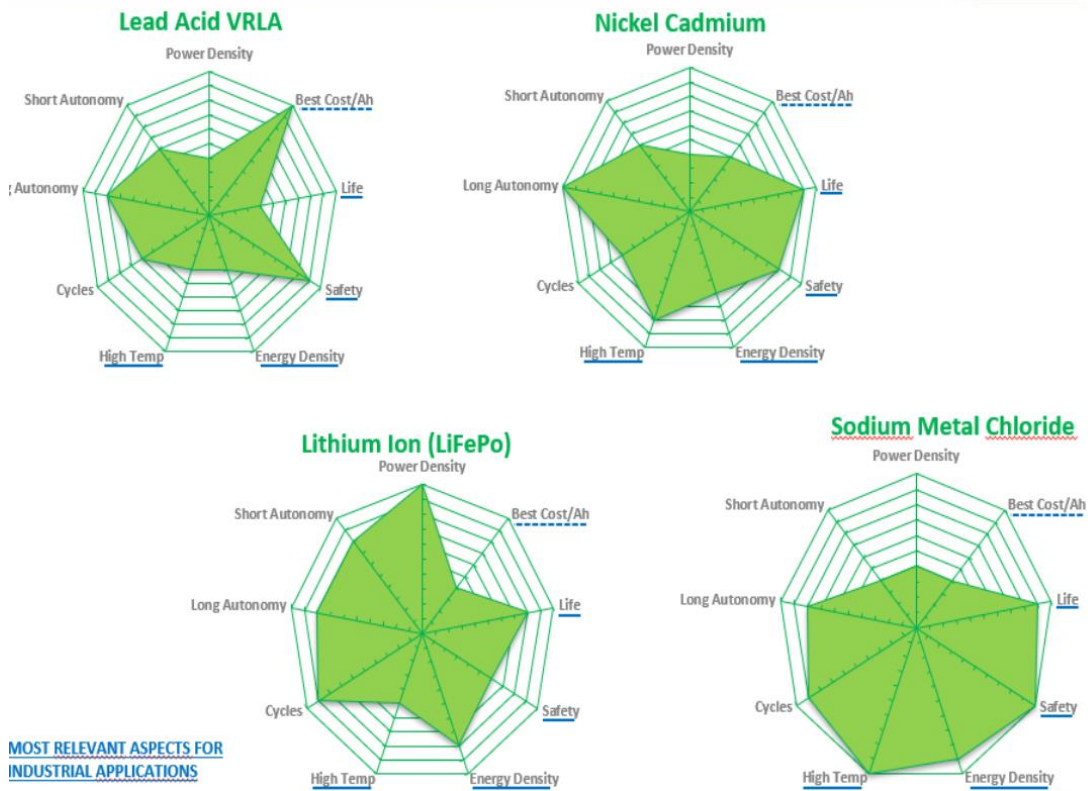 Lead Acid VRLA
Power Density
Short Autonomy
Best Cost/Ah
Autonomy
Life
Cycles
Safety
High Temp
Energy Density
Nickel Cadmium
Power Density
Short Autonomy
Best Cost/Ah
Long Autonomy
Life
Cycles
Safety
High Temp
Energy Density
Lithium Ion (LiFePo)
Power Density
Short Autonomy
Best Cost/Ah
Long Autonomy
Life
Cycles
Safety
High Temp
Energy Density
Sodium Metal Chloride
Power Density
Short Autonomy
Best Cost/Ah
Long Autonomy
Life
Cycles
Safety
High Temp
Energy Density
MOST RELEVANT ASPECTS FOR
INDUSTRIAL APPLICATIONS